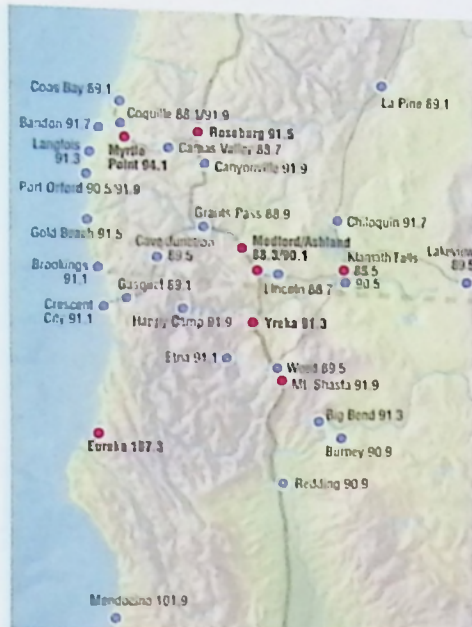 Coos Bay 89.1
La Pine 89.1
Coquille 88.1/91.9
Bandon 91.7
Roseburg 91.5
Langlois
91.3
Myrtle
Point 94.1
Camas Valley 88.7
Canyonville 91.9
Port Orford 90.5/91.9
Grants Pass 88.9
Chiloquin 91.7
Gold Beach 91.5
Cave Junction
89.5
Medford/Ashland
88.3/90.1
Klamath Falls
88.5
90.5
Lakeview
89.5
Brookings
91.1
Gasquet 89.1
Lincoln 88.7
Crescent
City 91.1
Happy Camp 91.9
Yreka 91.3
Etna 91.1
Weed 89.5
Mt. Shasta 91.9
Big Bend 91.3
Burney 90.9
Eureka 107.3
Redding 90.9
Mendocino 101.9